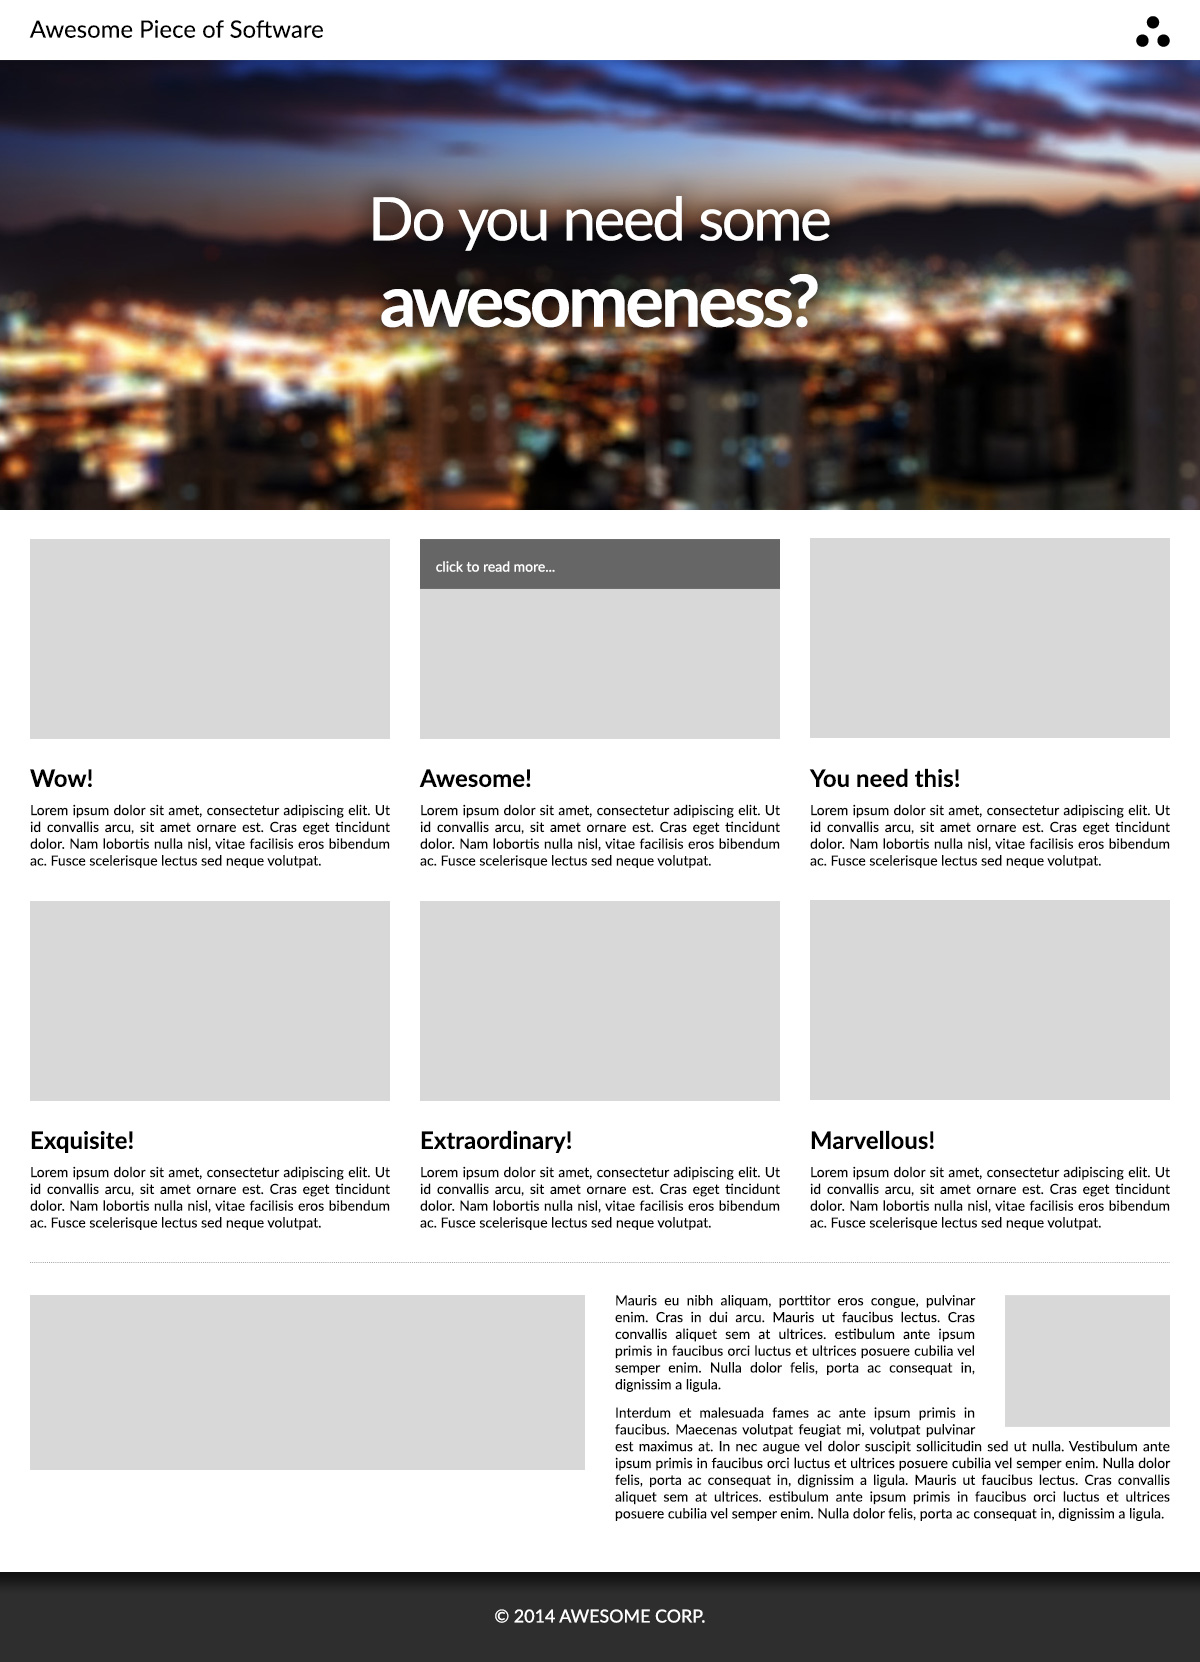 Awesome Piece of Software
Do you need some
awesomeness?
click to read more...
Wow!
Lorem ipsum dolor sit amet, consectetur adipiscing elit. Ut
id convallis arcu, sit amet ornare est. Cras eget tincidunt
dolor. Nam lobortis nulla nisl, vitae facilisis eros bibendum
ac. Fusce scelerisque lectus sed neque volutpat.
Awesome!
Lorem ipsum dolor sit amet, consectetur adipiscing elit. Ut
id convallis arcu, sit amet ornare est. Cras eget tincidunt
dolor. Nam lobortis nulla nisl, vitae facilisis eros bibendum
ac. Fusce scelerisque lectus sed neque volutpat.
You need this!
Lorem ipsum dolor sit amet, consectetur adipiscing elit. Ut
id convallis arcu, sit amet ornare est. Cras eget tincidunt
dolor. Nam lobortis nulla nisl, vitae facilisis eros bibendum
ac. Fusce scelerisque lectus sed neque volutpat.
Exquisite!
Lorem ipsum dolor sit amet, consectetur adipiscing elit. Ut
id convallis arcu, sit amet ornare est. Cras eget tincidunt
dolor. Nam lobortis nulla nisl, vitae facilisis eros bibendum
ac. Fusce scelerisque lectus sed neque volutpat.
Extraordinary!
Lorem ipsum dolor sit amet, consectetur adipiscing elit. Ut
id convallis arcu, sit amet ornare est. Cras eget tincidunt
dolor. Nam lobortis nulla nisl, vitae facilisis eros bibendum
ac. Fusce scelerisque lectus sed neque volutpat.
Marvellous!
Lorem ipsum dolor sit amet, consectetur adipiscing elit. Ut
id convallis arcu, sit amet ornare est. Cras eget tincidunt
dolor. Nam lobortis nulla nisl, vitae facilisis eros bibendum
ac. Fusce scelerisque lectus sed neque volutpat.
Mauris eu nibh aliquam, porttitor eros congue, pulvinar
enim. Cras in dui arcu. Mauris ut faucibus lectus. Cras
convallis aliquet sem at ultrices. estibulum ante ipsum
primis in faucibus orci luctus et ultrices posuere cubilia vel
semper enim. Nulla dolor felis, porta ac consequat in,
dignissim a ligula.
Interdum et malesuada fames ac ante ipsum primis in
faucibus. Maecenas volutpat feugiat mi, volutpat pulvinar
est maximus at. In nec augue vel dolor suscipit sollicitudin sed ut nulla. Vestibulum ante
ipsum primis in faucibus orci luctus et ultrices posuere cubilia vel semper enim. Nulla dolor
felis, porta ac consequat in, dignissim a ligula. Mauris ut faucibus lectus. Cras convallis
aliquet sem at ultrices. estibulum ante ipsum primis in faucibus orci luctus et ultrices
posuere cubilia vel semper enim. Nulla dolor felis, porta ac consequat in, dignissim a ligula.
© 2014 AWESOME CORP.